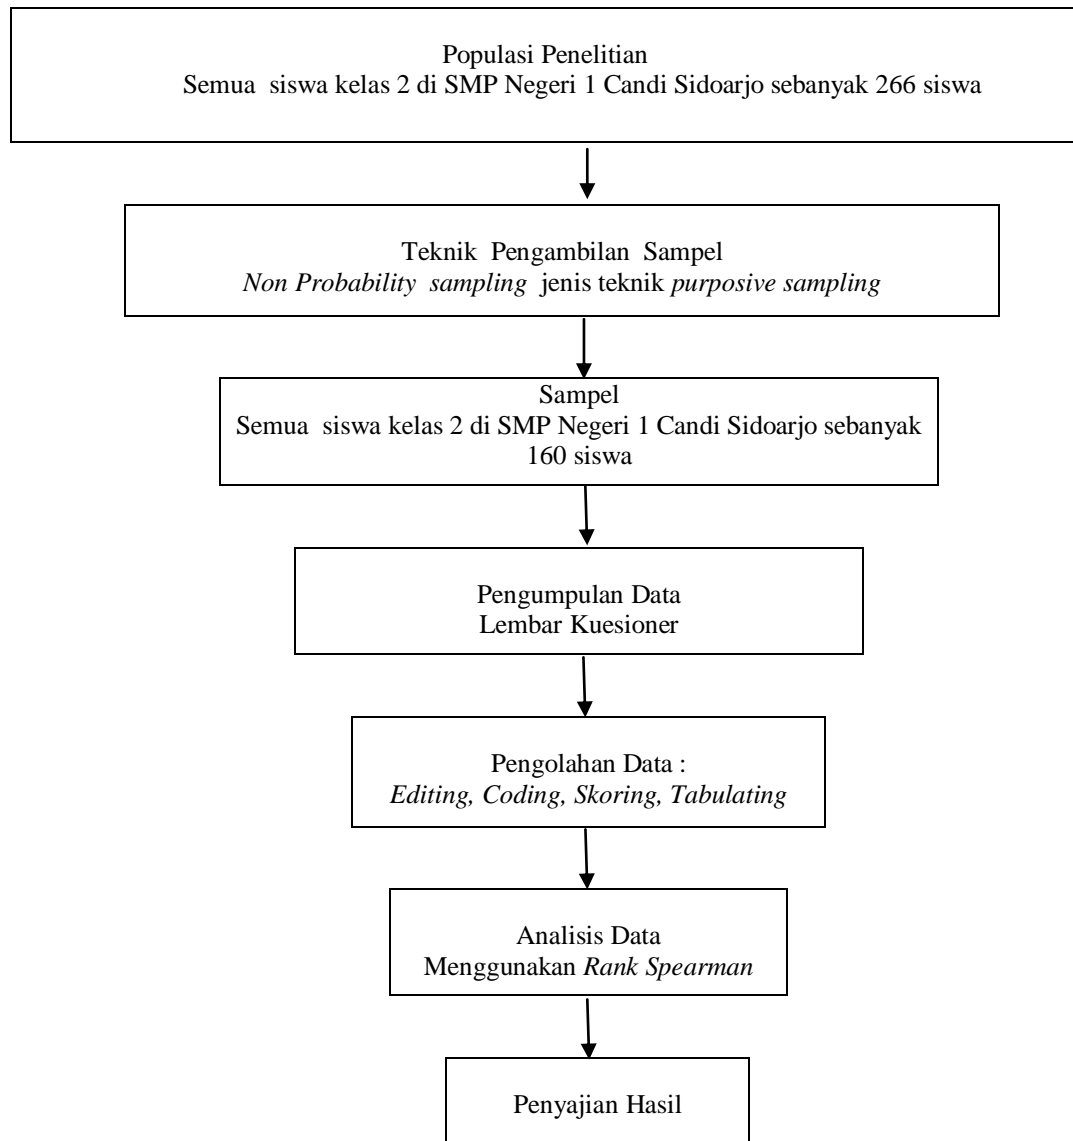 Populasi Penelitian
Semua siswa kelas 2 di SMP Negeri 1 Candi Sidoarjo sebanyak 266 siswa
Teknik Pengambilan Sampel
Non Probability sampling jenis teknik purposive sampling
Sampel
Semua siswa kelas 2 di SMP Negeri 1 Candi Sidoarjo sebanyak
160 siswa
Pengumpulan Data
Lembar Kuesioner
Pengolahan Data :
Editing, Coding, Skoring, Tabulating
Analisis Data
Menggunakan Rank Spearman
Penyajian Hasil